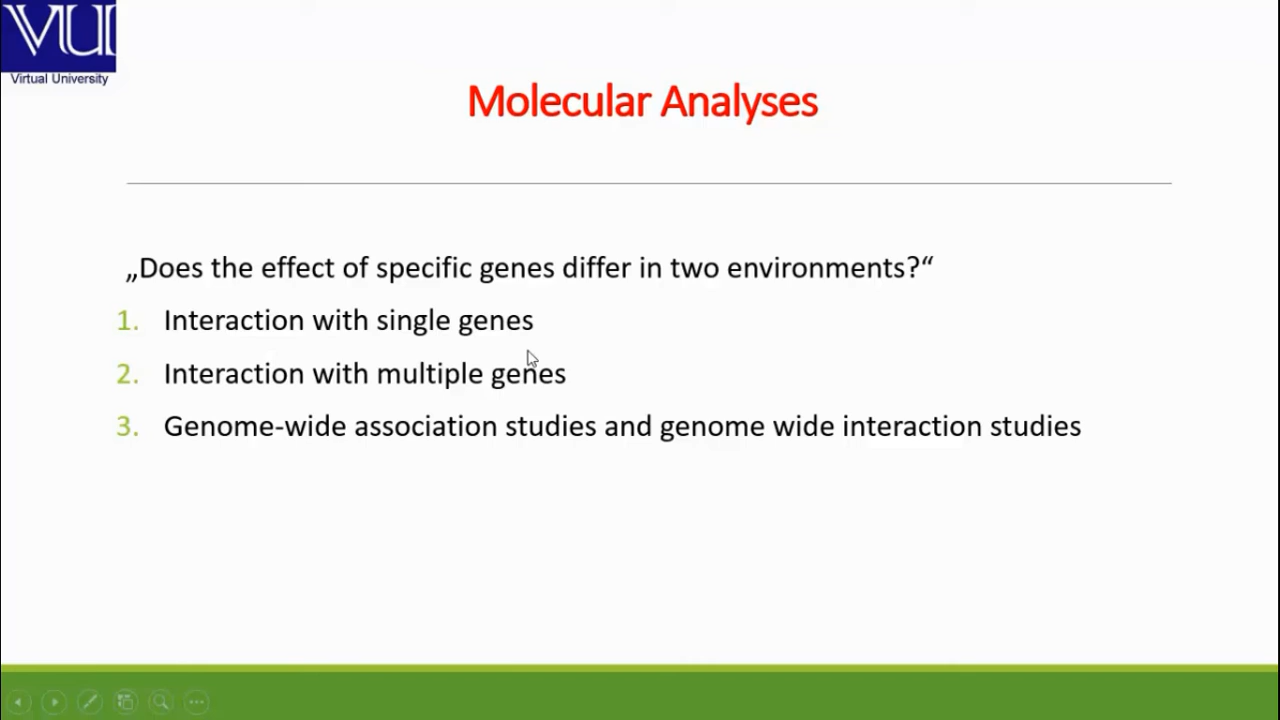 VU
Virtual University
Molecular Analyses
„Does the effect of specific genes differ in two environments?“
1. Interaction with single genes
2. Interaction with multiple genes
3. Genome-wide association studies and genome wide interaction studies